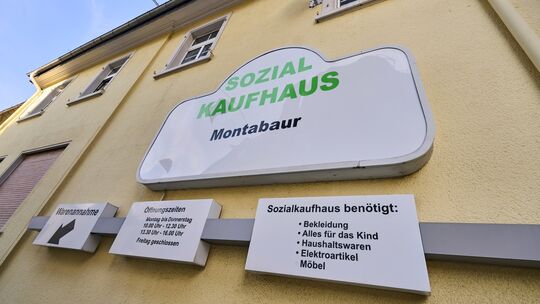 SOZIAL
KAUFHAUS
Montabaur
Warenannahme
Öffnungszeiten
Montag bis Donnerstag
10.00 Uhr - 12.30 Uhr
13.30 Uhr - 16.00 Uhr
Freitag geschlossen
Sozialkaufhaus benötigt:
• Bekleidung
• Alles für das Kind
• Haushaltswaren
• Elektroartikel
Möbel